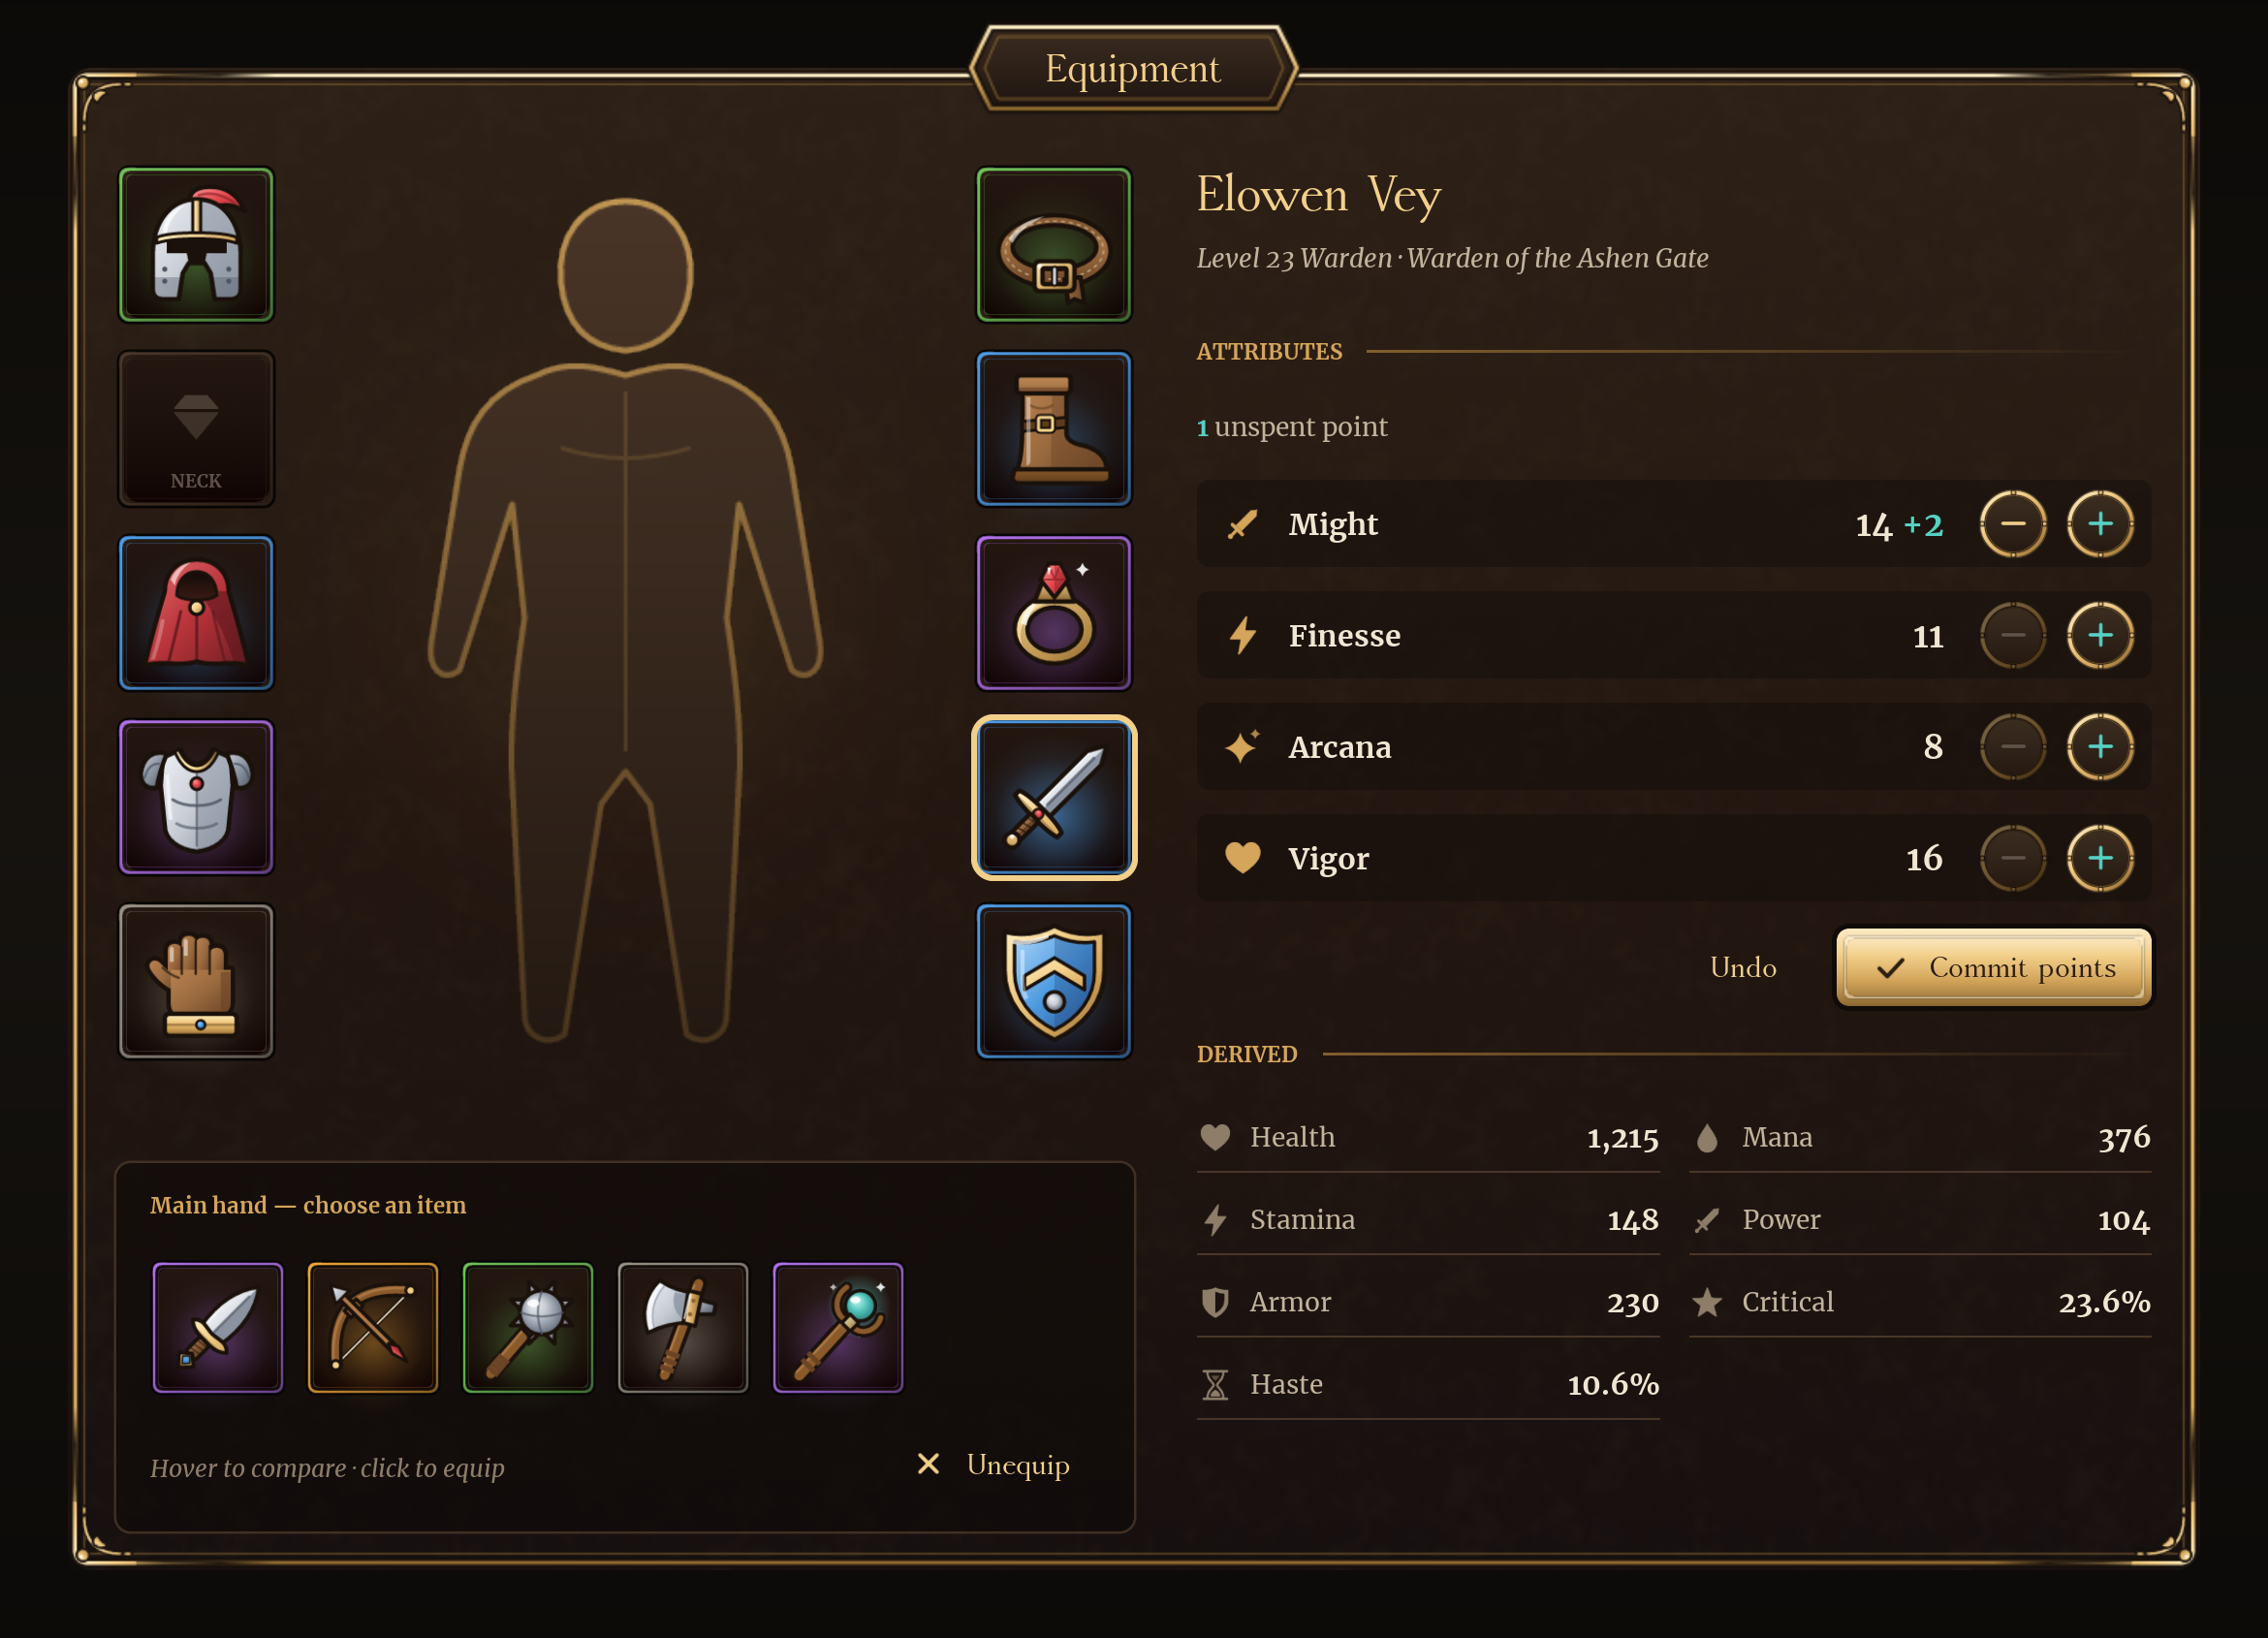 Equipment
NECK
Elowen Vey
Level 23 Warden · Warden of the Ashen Gate
ATTRIBUTES
1 unspent point
Might 14 +2
Finesse 11
Arcana 8
Vigor 16
Undo
Commit points
DERIVED
Health 1,215
Mana 376
Stamina 148
Power 104
Armor 230
Critical 23.6%
Haste 10.6%
Main hand — choose an item
Hover to compare · click to equip
Unequip